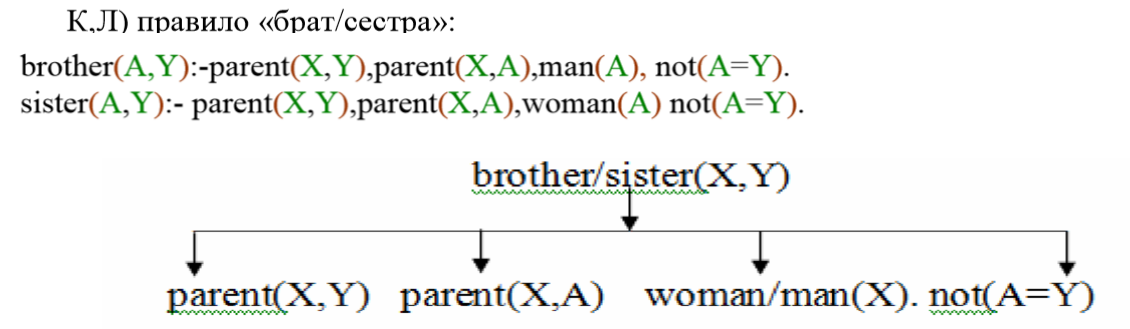 К,Л) правило «брат/сестра»:
brother(A,Y):-parent(X,Y),parent(X,A),man(A), not(A=Y).
sister(A,Y):- parent(X,Y),parent(X,A),woman(A) not(A=Y).
brother/sister(X,Y)
parent(X,Y) parent(X,A) woman/man(X). not(A=Y)